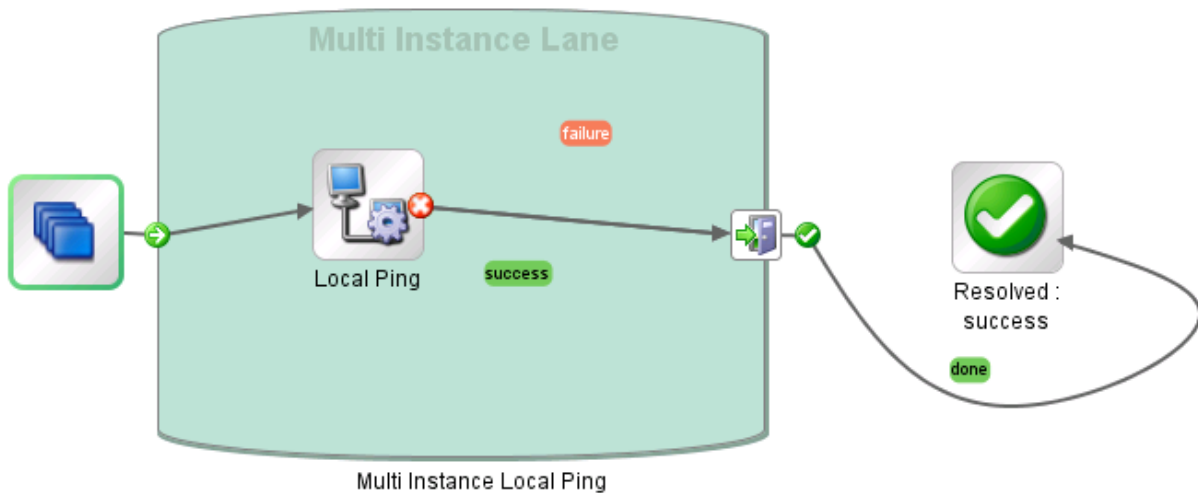 Multi Instance Lane
failure
Local Ping
success
Resolved :
success
done
Multi Instance Local Ping